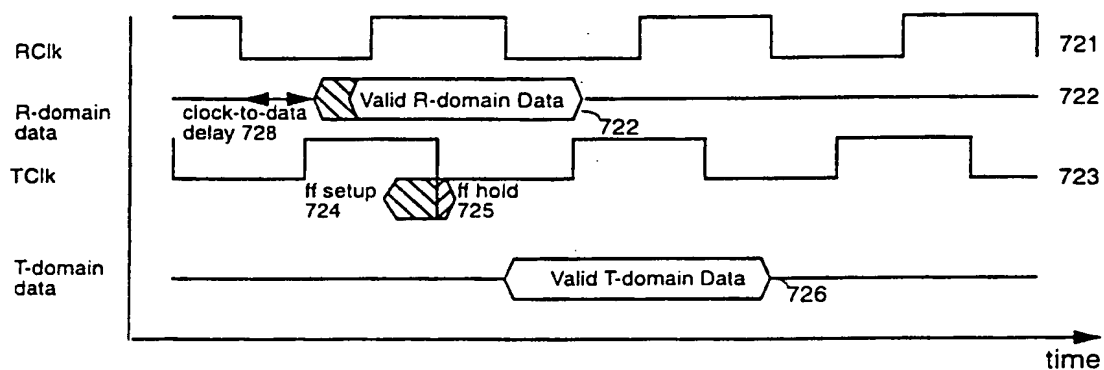 RClk
721
R-domain
data
clock-to-data
delay 728
Valid R-domain Data
722
722
TClk
723
ff setup
724
ff hold
725
T-domain
data
Valid T-domain Data
726
time